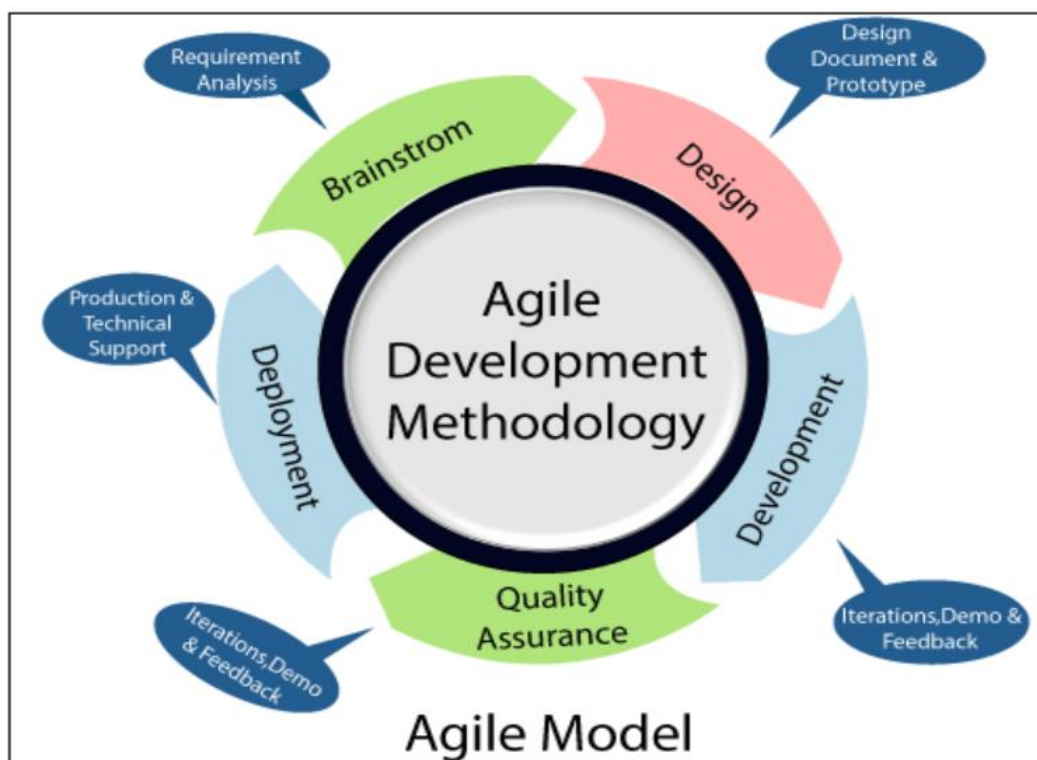 Requirement
Analysis
Design
Document &
Prototype
Brainstrom
Design
Production &
Technical
Support
Deployment
Agile
Development
Methodology
Development
Quality
Assurance
Iterations,Demo
& Feedback
Iterations,Demo &
Feedback
Agile Model